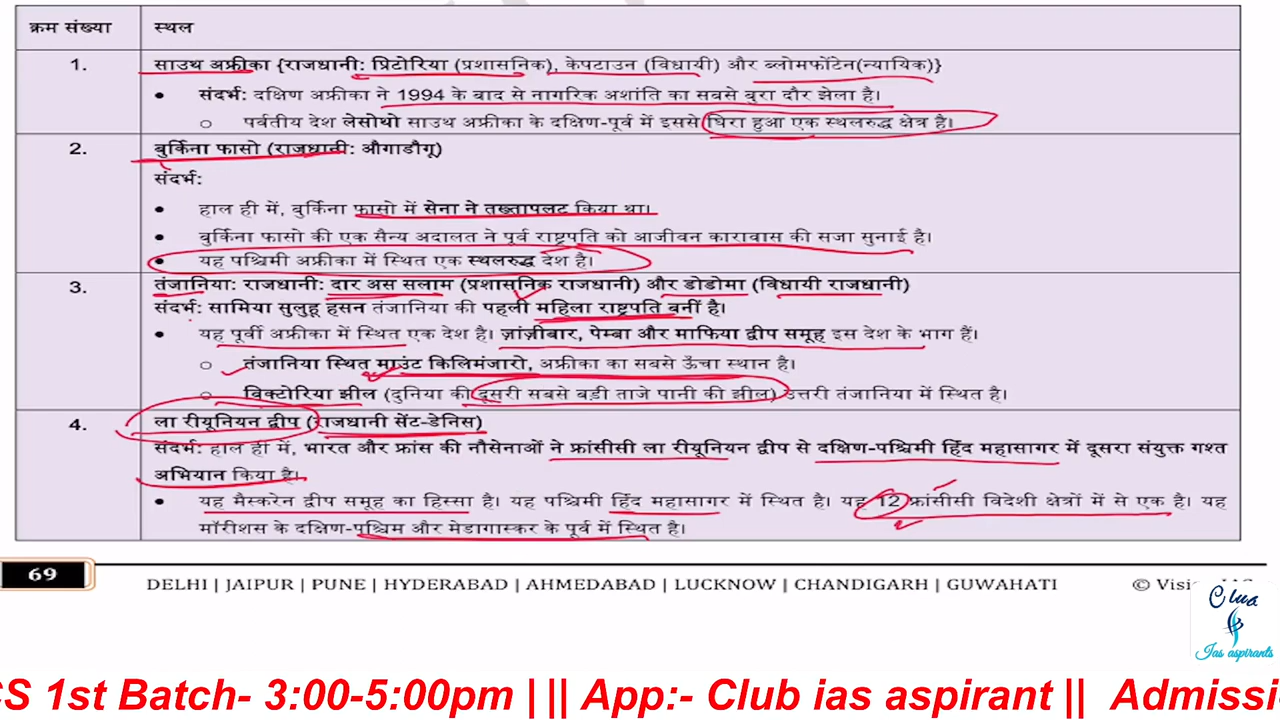 क्रम संख्या स्थल
1. साउथ अफ्रीका {राजधानी: प्रिटोरिया (प्रशासनिक), केपटाउन (विधायी) और ब्लोमफोंटेन(न्यायिक)}
• संदर्भ: दक्षिण अफ्रीका ने 1994 के बाद से नागरिक अशांति का सबसे बुरा दौर झेला है।
○ पर्वतीय देश लेसोथो साउथ अफ्रीका के दक्षिण-पूर्व में इससे घिरा हुआ एक स्थलरुद्ध क्षेत्र है।
2. बुर्किना फासो (राजधानी: औगाडौगू)
संदर्भ:
• हाल ही में, बुर्किना फासो में सेना ने तख्तापलट किया था।
• बुर्किना फासो की एक सैन्य अदालत ने पूर्व राष्ट्रपति को आजीवन कारावास की सजा सुनाई है।
• यह पश्चिमी अफ्रीका में स्थित एक स्थलरुद्ध देश है।
3. तंजानिया: राजधानी: दार अस सलाम (प्रशासनिक राजधानी) और डोडोमा (विधायी राजधानी)
संदर्भ: सामिया सुलुहू हसन तंजानिया की पहली महिला राष्ट्रपति बनीं है।
• यह पूर्वी अफ्रीका में स्थित एक देश है। ज़ांज़ीबार, पेम्बा और माफिया द्वीप समूह इस देश के भाग हैं।
○ तंजानिया स्थित माउंट किलिमंजारो, अफ्रीका का सबसे ऊँचा स्थान है।
○ विक्टोरिया झील (दुनिया की दूसरी सबसे बड़ी ताजे पानी की झील) उत्तरी तंजानिया में स्थित है।
4. ला रीयूनियन द्वीप (राजधानी सेंट-डेनिस)
संदर्भ: हाल ही में, भारत और फ्रांस की नौसेनाओं ने फ्रांसीसी ला रीयूनियन द्वीप से दक्षिण-पश्चिमी हिंद महासागर में दूसरा संयुक्त गश्त
अभियान किया है।
• यह मैस्करेन द्वीप समूह का हिस्सा है। यह पश्चिमी हिंद महासागर में स्थित है। यह 12 फ्रांसीसी विदेशी क्षेत्रों में से एक है। यह
मॉरीशस के दक्षिण-पश्चिम और मेडागास्कर के पूर्व में स्थित है।
69 DELHI | JAIPUR | PUNE | HYDERABAD | AHMEDABAD | LUCKNOW | CHANDIGARH | GUWAHATI ©
Club
Ias aspirants
CS 1st Batch- 3:00-5:00pm | || App:- Club ias aspirant || Admissi